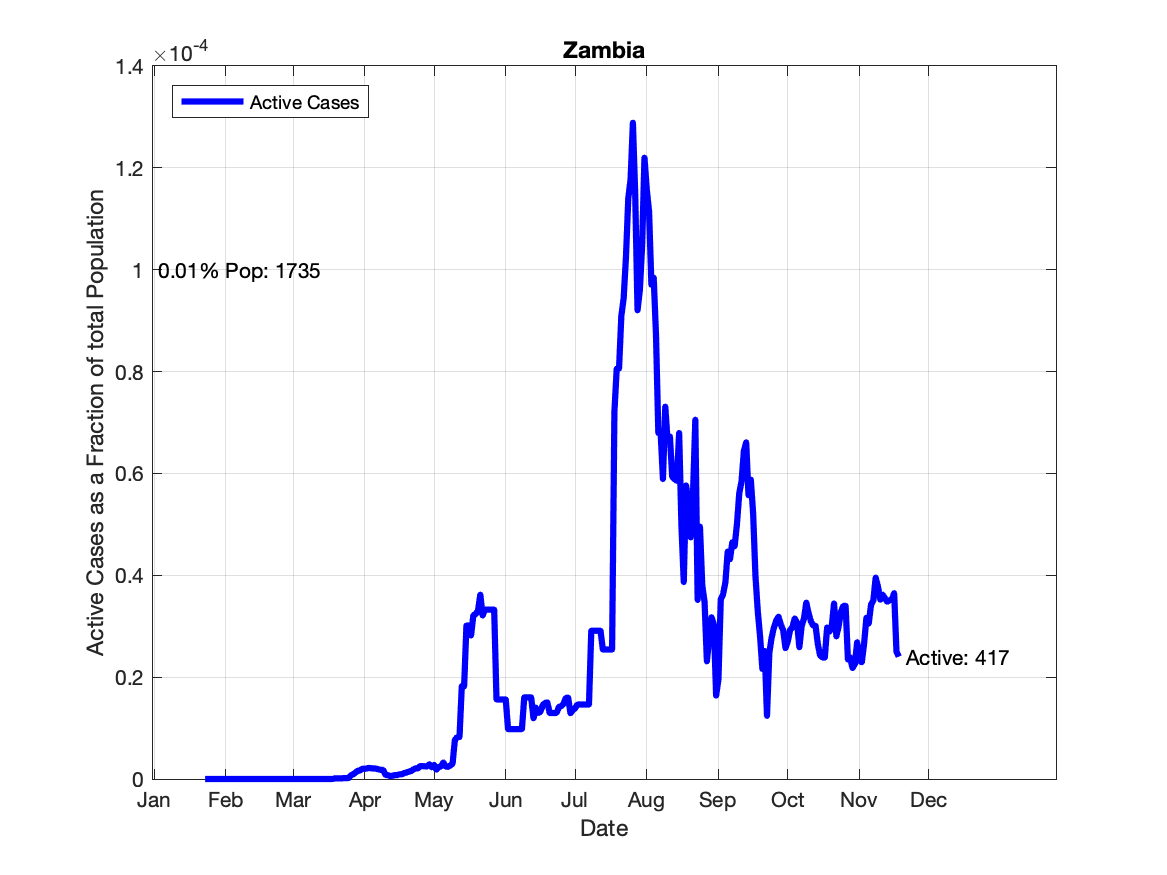 Zambia
×10⁻⁴
1.4
1.2
1
0.8
0.6
0.4
0.2
0
Active Cases
0.01% Pop: 1735
Active: 417
Active Cases as a Fraction of total Population
Jan Feb Mar Apr May Jun Jul Aug Sep Oct Nov Dec
Date